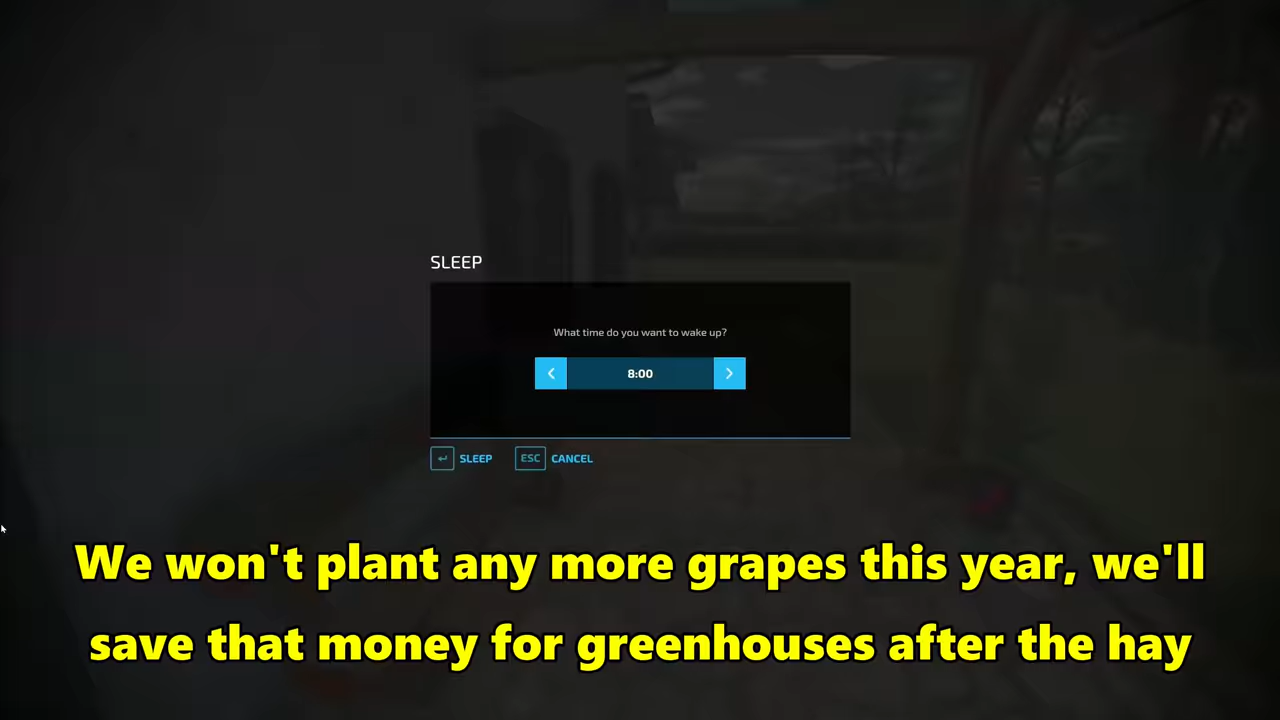 SLEEP
What time do you want to wake up?
8:00
SLEEP ESC CANCEL
We won't plant any more grapes this year, we'll
save that money for greenhouses after the hay